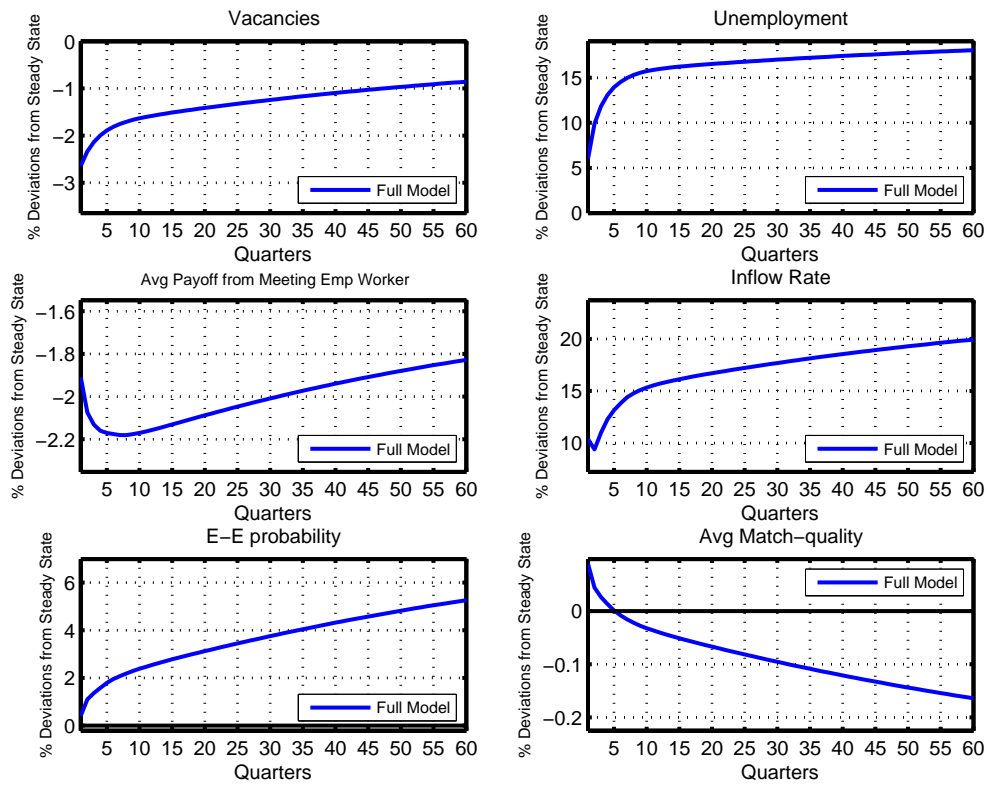 Vacancies
% Deviations from Steady State
0
−1
−2
−3
Full Model
5 10 15 20 25 30 35 40 45 50 55 60
Quarters
Unemployment
% Deviations from Steady State
15
10
5
0
Full Model
5 10 15 20 25 30 35 40 45 50 55 60
Quarters
Avg Payoff from Meeting Emp Worker
% Deviations from Steady State
−1.6
−1.8
−2
−2.2
Full Model
5 10 15 20 25 30 35 40 45 50 55 60
Quarters
Inflow Rate
% Deviations from Steady State
20
15
10
Full Model
5 10 15 20 25 30 35 40 45 50 55 60
Quarters
E−E probability
% Deviations from Steady State
6
4
2
0
Full Model
5 10 15 20 25 30 35 40 45 50 55 60
Quarters
Avg Match−quality
% Deviations from Steady State
Full Model
0
−0.1
−0.2
5 10 15 20 25 30 35 40 45 50 55 60
Quarters